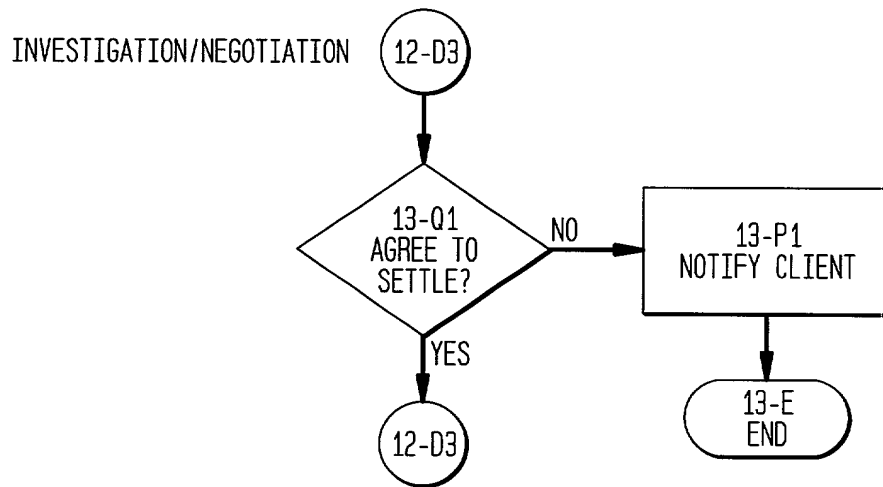 INVESTIGATION/NEGOTIATION
12-D3
13-Q1
AGREE TO
SETTLE?
NO
13-P1
NOTIFY CLIENT
YES
12-D3
13-E
END